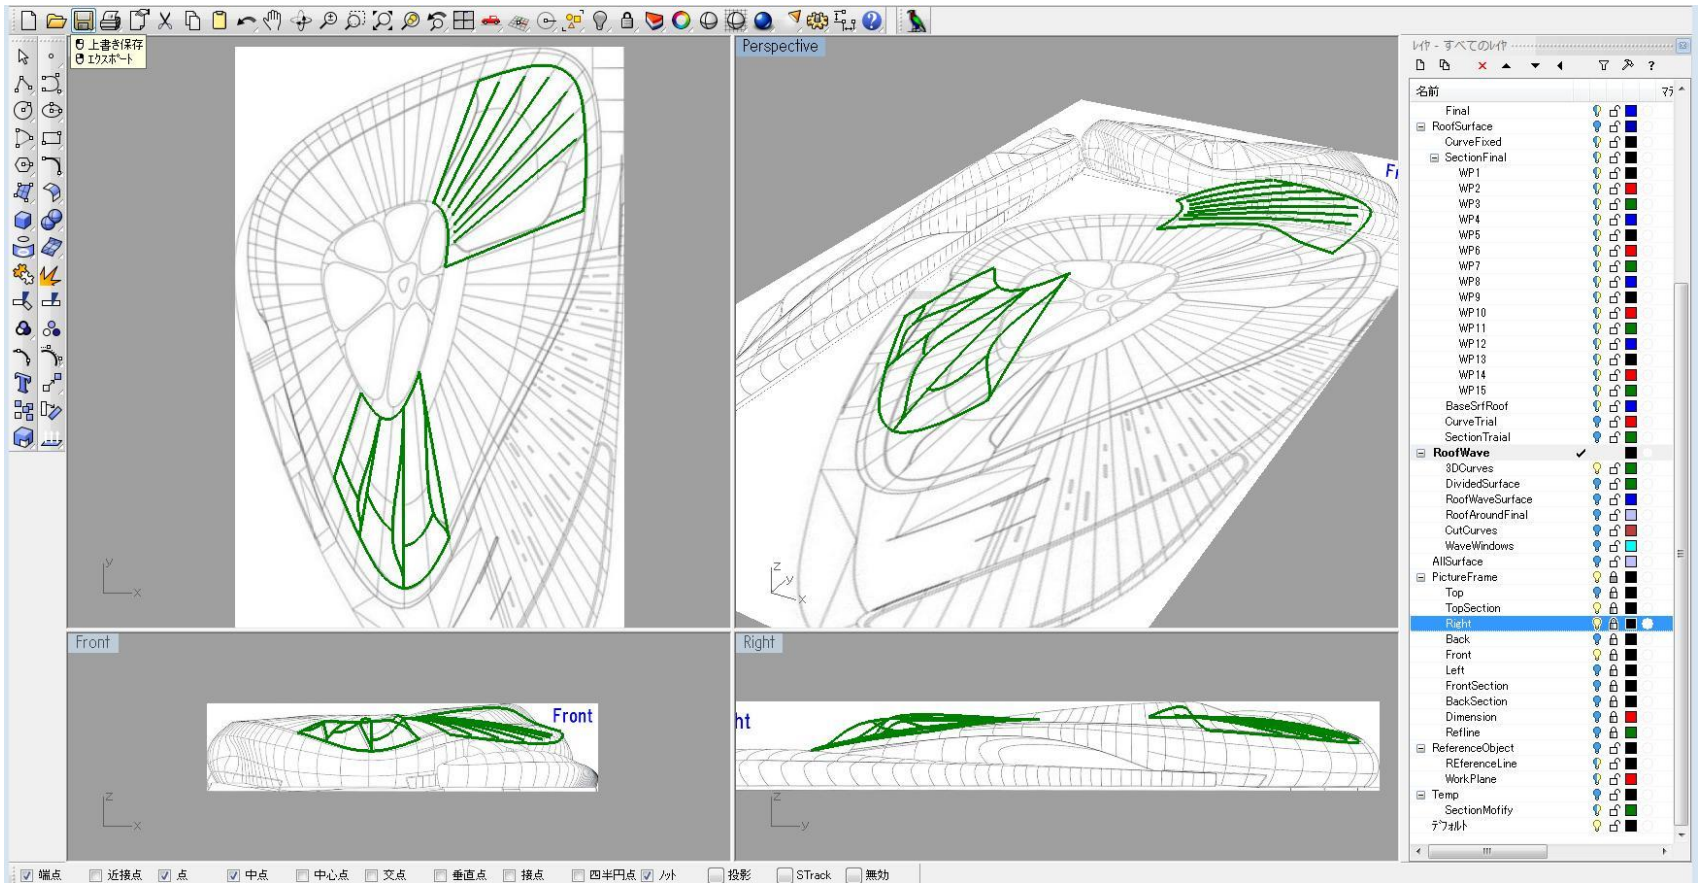 上書き保存
エクスポート
Perspective
Front
Right
Fr
Front
ht
y
x
z
y
x
z
x
z
y
レイヤ - すべてのレイヤ
?
名前
マテ
Final
RoofSurface
CurveFixed
SectionFinal
WP1
WP2
WP3
WP4
WP5
WP6
WP7
WP8
WP9
WP10
WP11
WP12
WP13
WP14
WP15
BaseSrfRoof
CurveTrial
SectionTraial
RoofWave
3DCurves
DividedSurface
RoofWaveSurface
RoofAroundFinal
CutCurves
WaveWindows
AllSurface
PictureFrame
Top
TopSection
Right
Back
Front
Left
FrontSection
BackSection
Dimension
Refline
ReferenceObject
REferenceLine
WorkPlane
Temp
SectionMofify
デフォルト
端点 近接点 点 中点 中心点 交点 垂直点 接点 四半円点 ノット 投影 STrack 無効